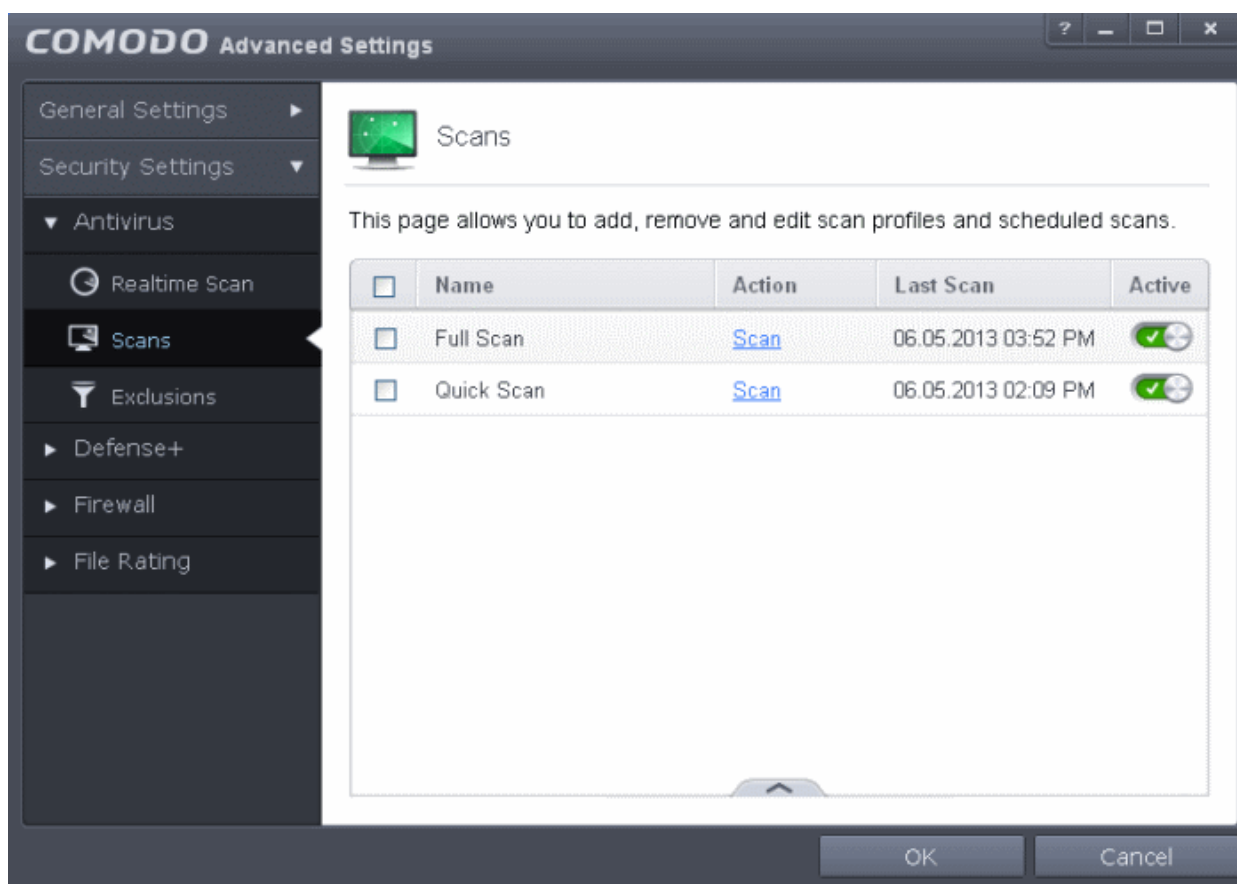 COMODO Advanced Settings
?
General Settings
Security Settings
Antivirus
Realtime Scan
Scans
Exclusions
Defense+
Firewall
File Rating
Scans
This page allows you to add, remove and edit scan profiles and scheduled scans.
Name Action Last Scan Active
Full Scan Scan 06.05.2013 03:52 PM
Quick Scan Scan 06.05.2013 02:09 PM
OK Cancel